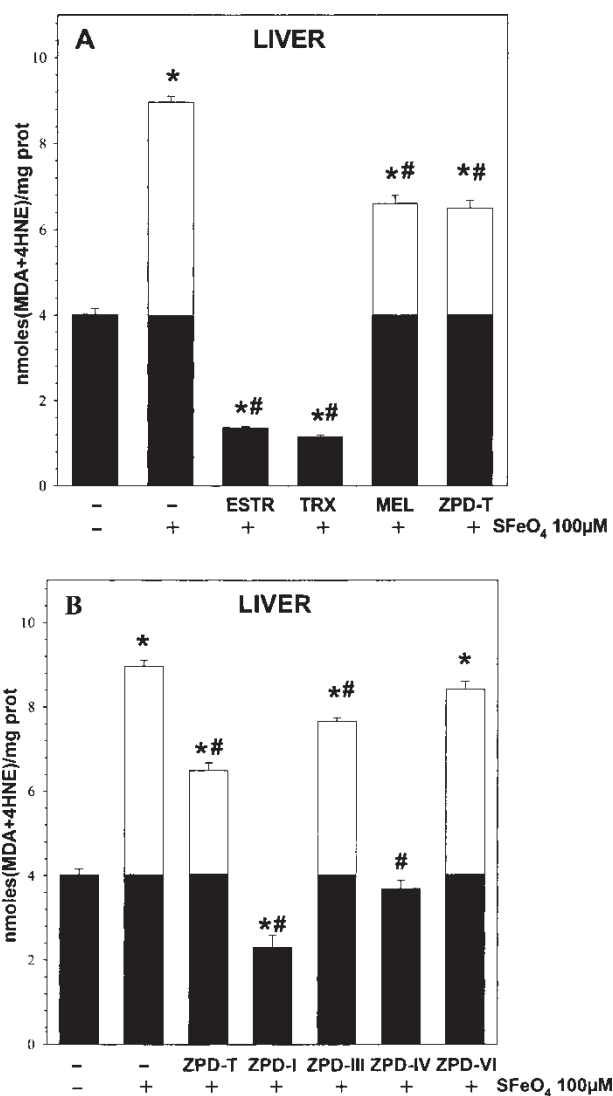 A LIVER
nmoles(MDA+4HNE)/mg prot
10
8
6
4
2
0
*
*#
*#
*#
*#
– – ESTR TRX MEL ZPD-T
– + + + + + SFeO₄ 100µM
B LIVER
nmoles(MDA+4HNE)/mg prot
10
8
6
4
2
0
*
*#
*#
*#
#
*
– – ZPD-T ZPD-I ZPD-III ZPD-IV ZPD-VI
– + + + + + + SFeO₄ 100µM